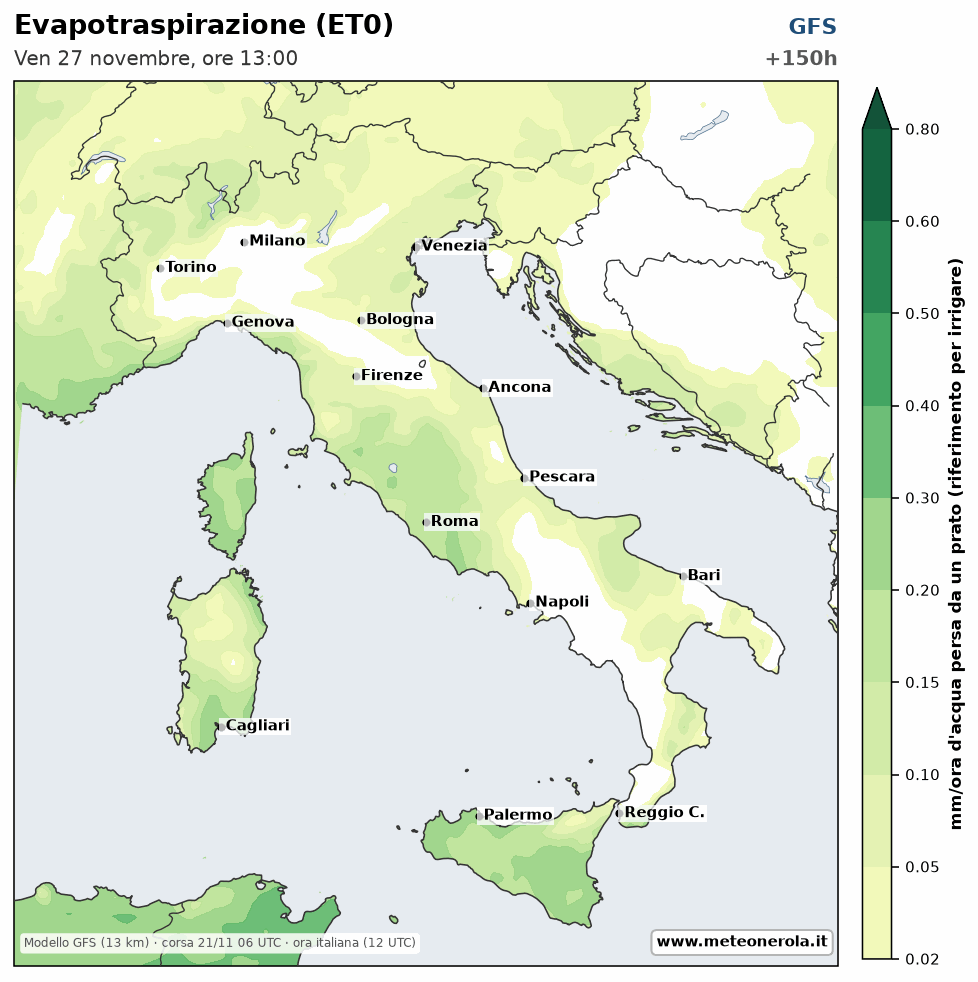 Evapotraspirazione (ET0)
GFS
Ven 27 novembre, ore 13:00
+150h
Milano
Torino
Venezia
Genova
Bologna
Firenze
Ancona
Pescara
Roma
Bari
Napoli
Cagliari
Palermo
Reggio C.
0.80
0.60
0.50
0.40
0.30
0.20
0.15
0.10
0.05
0.02
mm/ora d'acqua persa da un prato (riferimento per irrigare)
Modello GFS (13 km) · corsa 21/11 06 UTC · ora italiana (12 UTC)
www.meteonerola.it